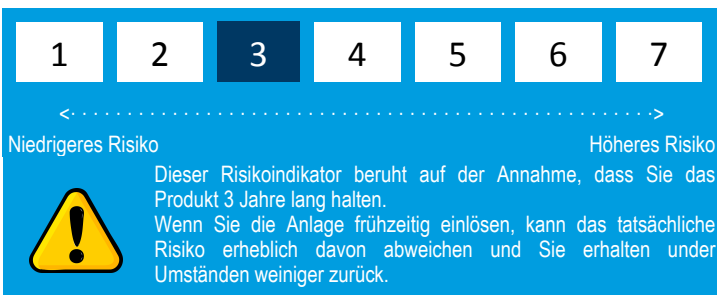 1 2 3 4 5 6 7
<· · · · · · · · · · · · · · · · · · · · · · · · · · · · · · · · · · · · · · · · · · · · · · · · · · · · ·>
Niedrigeres Risiko Höheres Risiko
Dieser Risikoindikator beruht auf der Annahme, dass Sie das
Produkt 3 Jahre lang halten.
Wenn Sie die Anlage frühzeitig einlösen, kann das tatsächliche
Risiko erheblich davon abweichen und Sie erhalten unter
Umständen weiniger zurück.